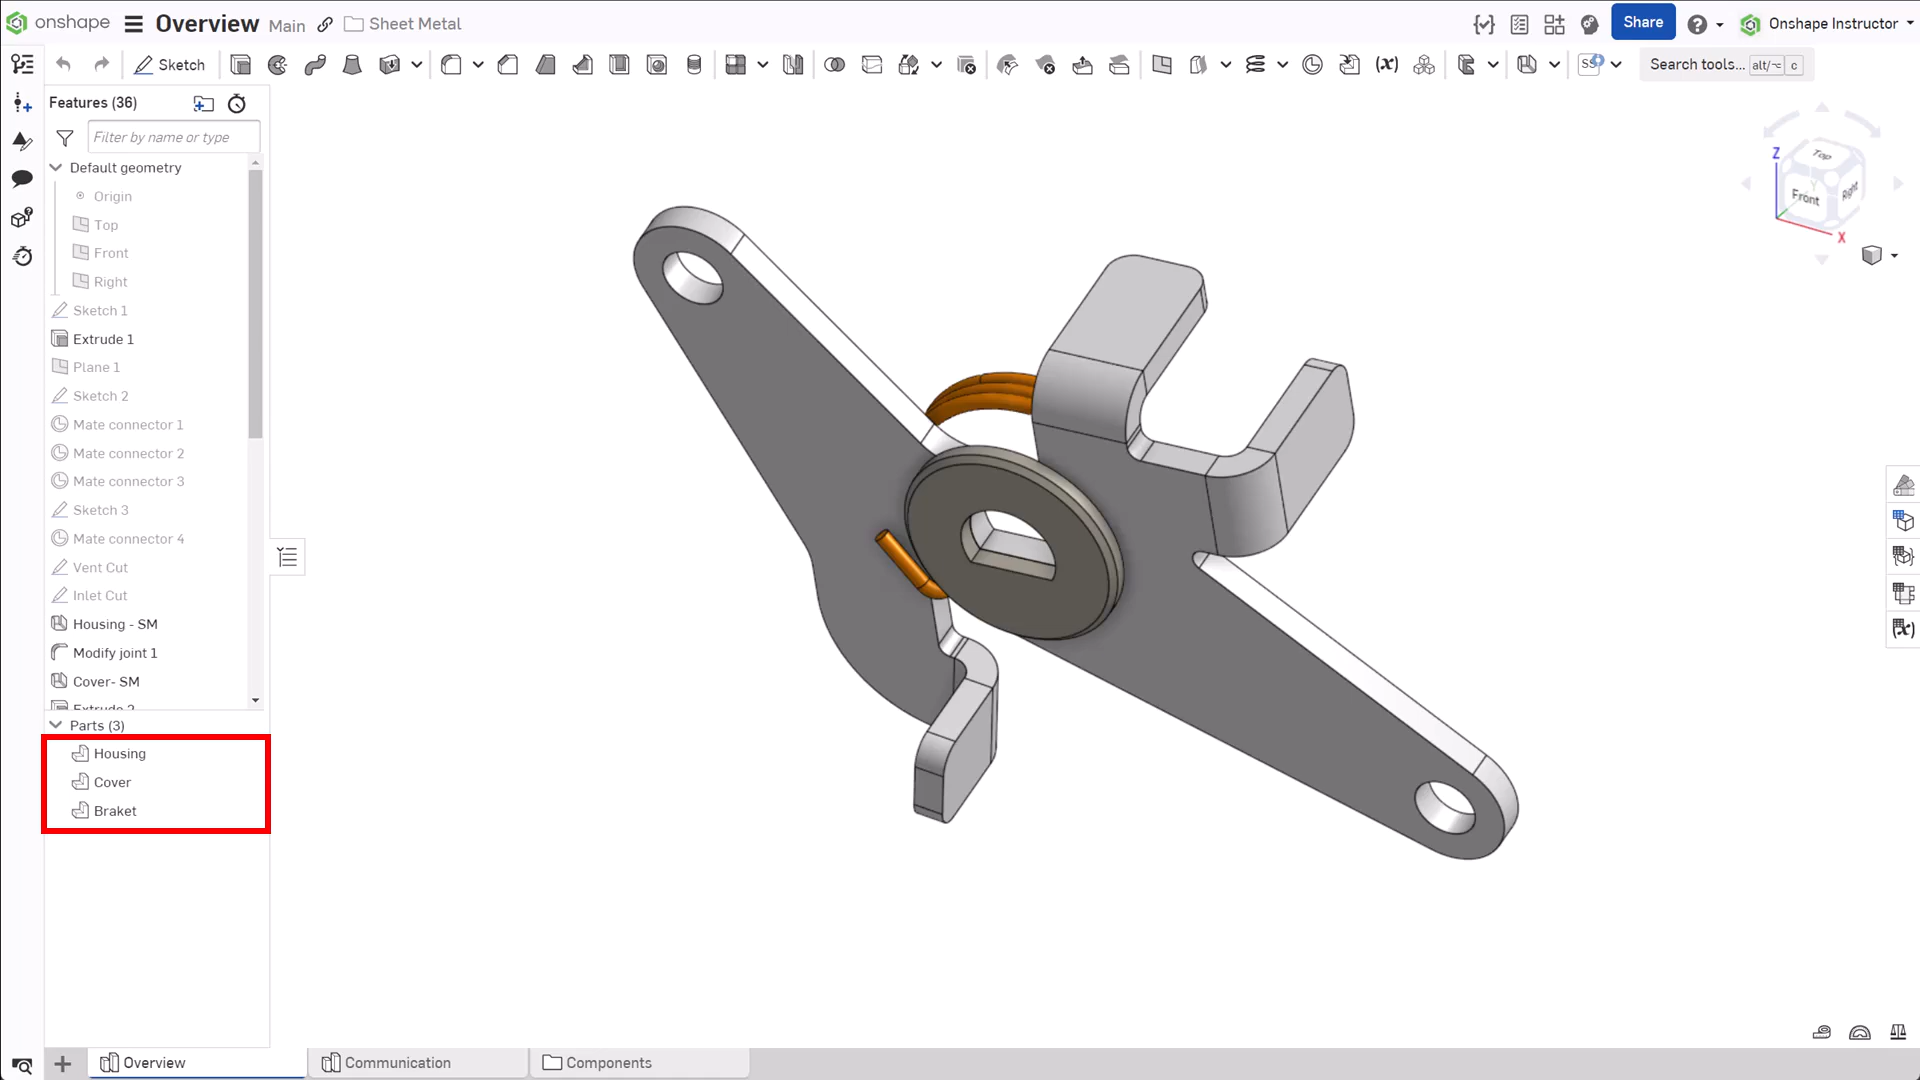 onshape Overview Main Sheet Metal Share Onshape Instructor
Sketch Search tools... alt/⌥ c
Features (36)
Filter by name or type
Default geometry
Origin
Top
Front
Right
Sketch 1
Extrude 1
Plane 1
Sketch 2
Mate connector 1
Mate connector 2
Mate connector 3
Sketch 3
Mate connector 4
Vent Cut
Inlet Cut
Housing - SM
Modify joint 1
Cover- SM
Extrude 2
Parts (3)
Housing
Cover
Braket
Z
Top
Y
Front
Right
X
Overview Communication Components